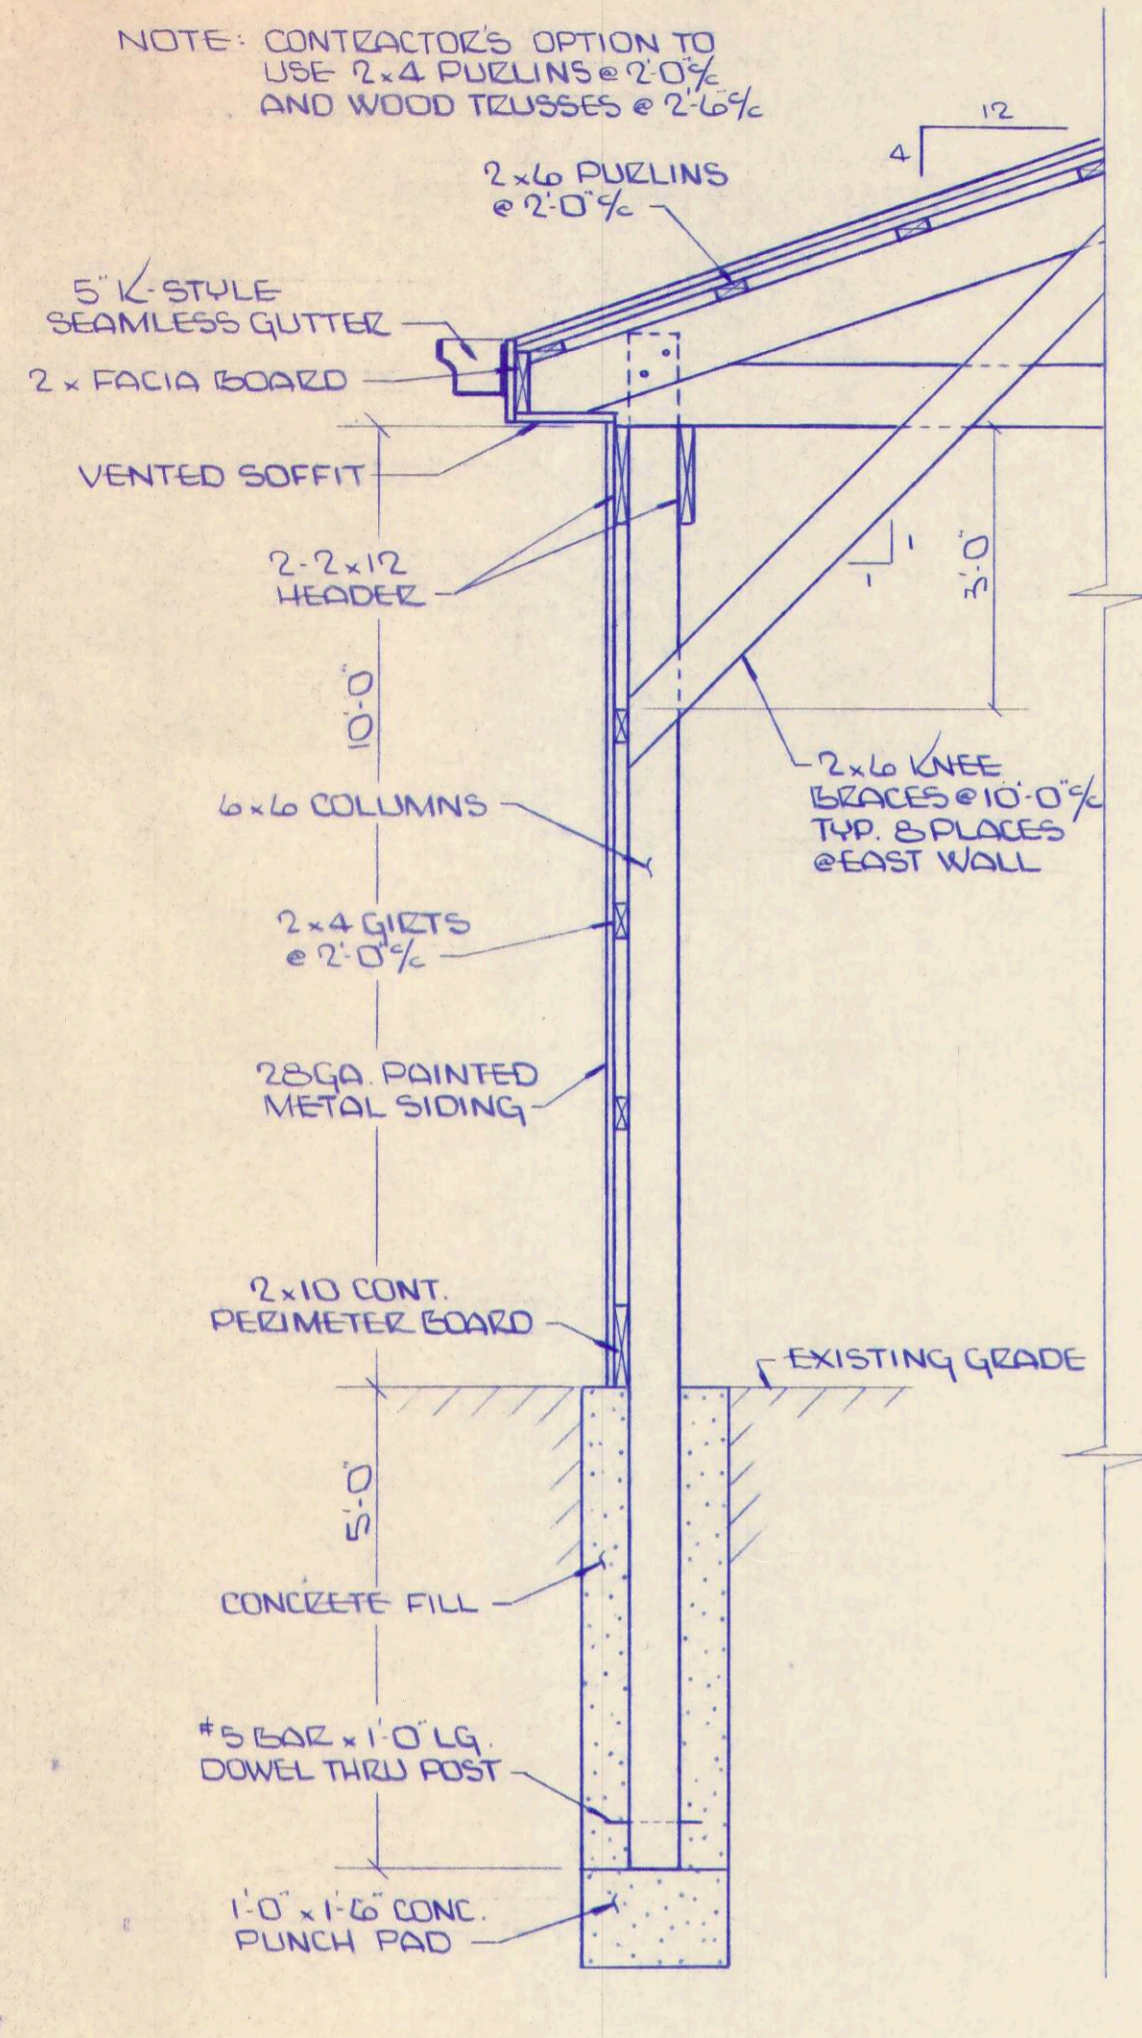 NOTE: CONTRACTOR'S OPTION TO
USE 2x4 PURLINS @ 2'-0" c/c
AND WOOD TRUSSES @ 2'-6" c/c
12
4
2x6 PURLINS
@ 2'-0" c/c
5" K-STYLE
SEAMLESS GUTTER
2x FACIA BOARD
VENTED SOFFIT
2-2x12
HEADER
1
1
3'-0"
10'-0"
2x6 KNEE
BRACES @ 10'-0" c/c
TYP. 8 PLACES
@ EAST WALL
6x6 COLUMNS
2x4 GIRTS
@ 2'-0" c/c
28GA. PAINTED
METAL SIDING
2x10 CONT.
PERIMETER BOARD
EXISTING GRADE
5'-0"
CONCRETE FILL
#5 BAR x 1'-0" LG.
DOWEL THRU POST
1'-0" x 1'-6" CONC.
PUNCH PAD